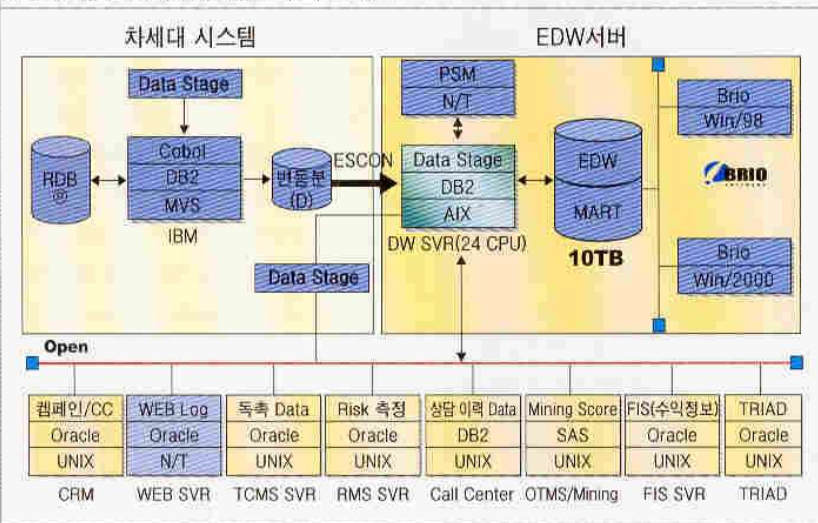 차세대 시스템
EDW서버
Data Stage
RDB
Cobol
DB2
MVS
IBM
변동분
(D)
ESCON
Data Stage
PSM
N/T
Data Stage
DB2
AIX
DW SVR(24 CPU)
EDW
MART
10TB
Brio
Win/98
BRIO
Brio
Win/2000
Open
캠페인/CC
Oracle
UNIX
CRM
WEB Log
Oracle
N/T
WEB SVR
독촉 Data
Oracle
UNIX
TCMS SVR
Risk 측정
Oracle
UNIX
RMS SVR
상담 이력 Data
DB2
UNIX
Call Center
Mining Score
SAS
UNIX
OTMS/Mining
FIS(수익정보)
Oracle
UNIX
FIS SVR
TRIAD
Oracle
UNIX
TRIAD